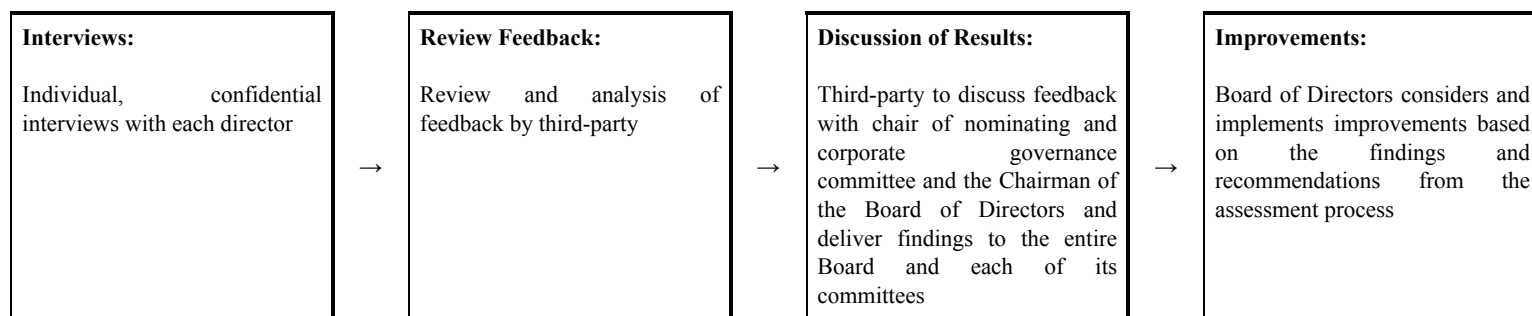 Interviews:
Individual, confidential
interviews with each director
→
Review Feedback:
Review and analysis of
feedback by third-party
→
Discussion of Results:
Third-party to discuss feedback
with chair of nominating and
corporate governance
committee and the Chairman of
the Board of Directors and
deliver findings to the entire
Board and each of its
committees
→
Improvements:
Board of Directors considers and
implements improvements based
on the findings and
recommendations from the
assessment process